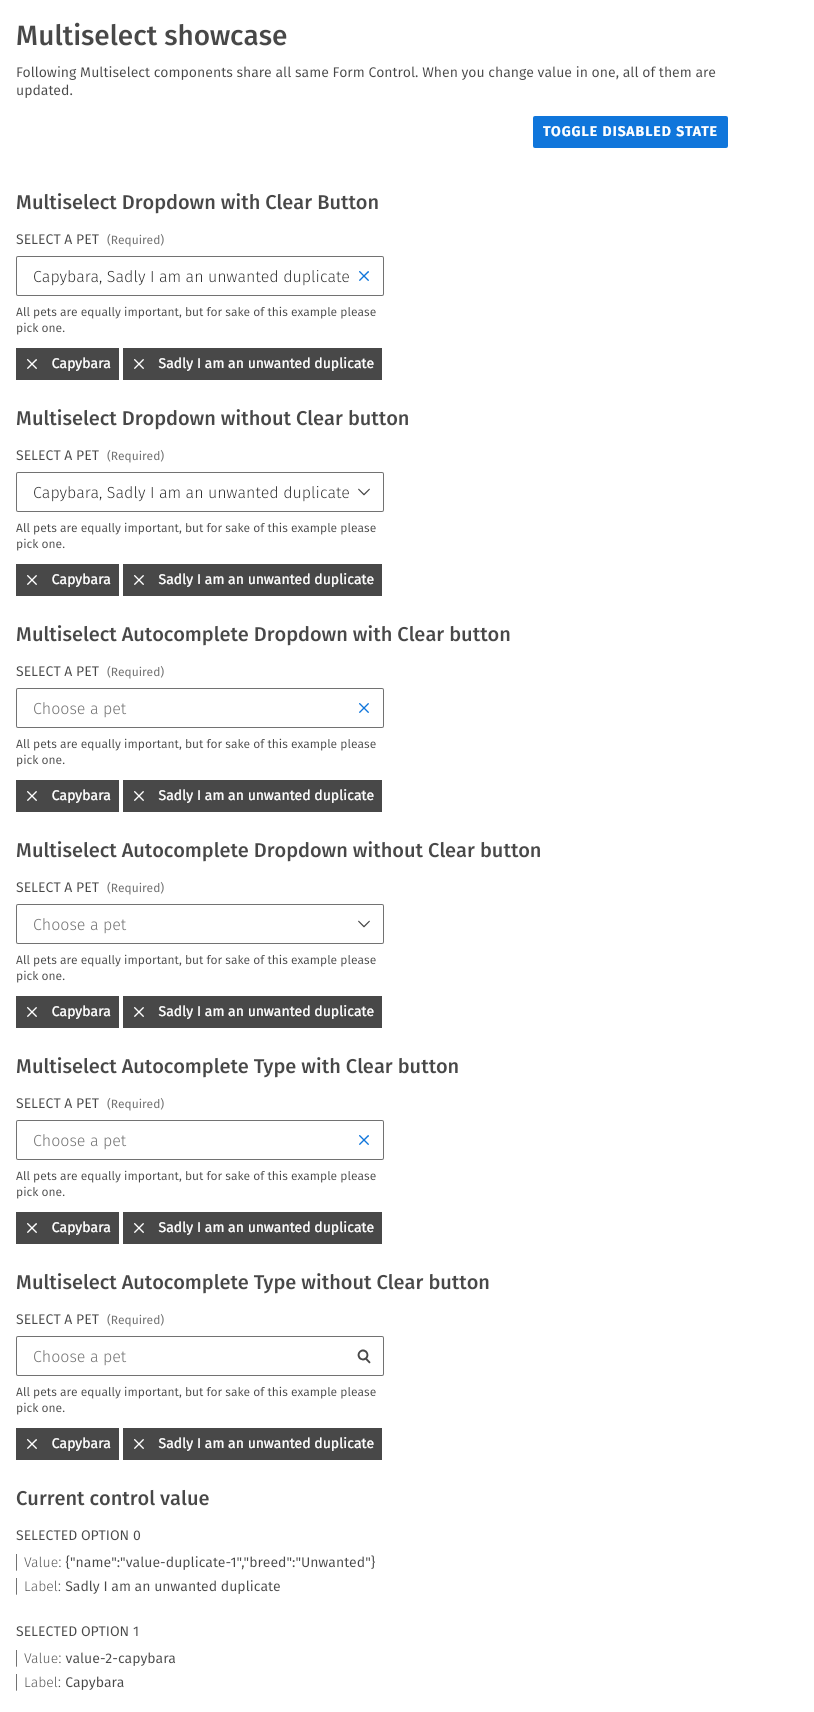 Multiselect showcase
Following Multiselect components share all same Form Control. When you change value in one, all of them are
updated.
TOGGLE DISABLED STATE
Multiselect Dropdown with Clear Button
SELECT A PET (Required)
Capybara, Sadly I am an unwanted duplicate
All pets are equally important, but for sake of this example please
pick one.
Capybara Sadly I am an unwanted duplicate
Multiselect Dropdown without Clear button
SELECT A PET (Required)
Capybara, Sadly I am an unwanted duplicate
All pets are equally important, but for sake of this example please
pick one.
Capybara Sadly I am an unwanted duplicate
Multiselect Autocomplete Dropdown with Clear button
SELECT A PET (Required)
Choose a pet
All pets are equally important, but for sake of this example please
pick one.
Capybara Sadly I am an unwanted duplicate
Multiselect Autocomplete Dropdown without Clear button
SELECT A PET (Required)
Choose a pet
All pets are equally important, but for sake of this example please
pick one.
Capybara Sadly I am an unwanted duplicate
Multiselect Autocomplete Type with Clear button
SELECT A PET (Required)
Choose a pet
All pets are equally important, but for sake of this example please
pick one.
Capybara Sadly I am an unwanted duplicate
Multiselect Autocomplete Type without Clear button
SELECT A PET (Required)
Choose a pet
All pets are equally important, but for sake of this example please
pick one.
Capybara Sadly I am an unwanted duplicate
Current control value
SELECTED OPTION 0
Value: {"name":"value-duplicate-1","breed":"Unwanted"}
Label: Sadly I am an unwanted duplicate
SELECTED OPTION 1
Value: value-2-capybara
Label: Capybara